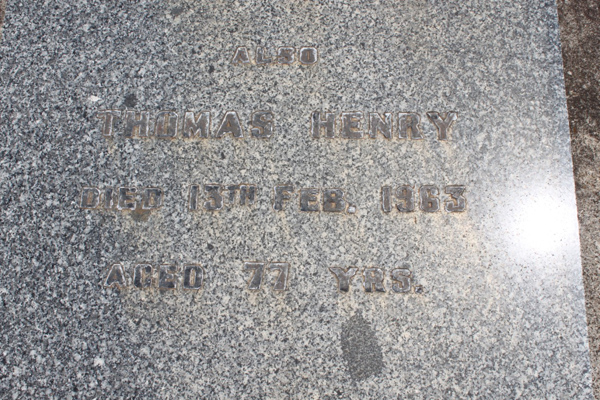 ALSO
THOMAS HENRY
DIED 13TH FEB. 1963
AGED 77 YRS.